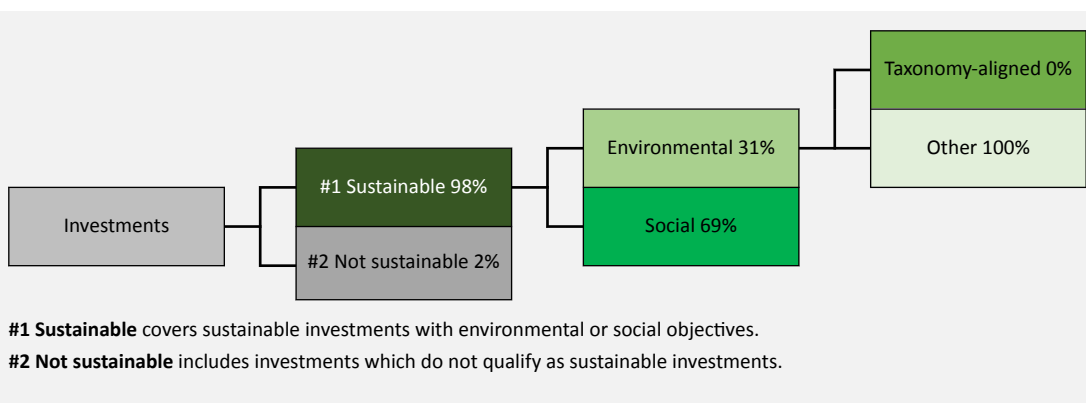 Taxonomy-aligned 0%
Environmental 31%
Other 100%
#1 Sustainable 98%
Investments
Social 69%
#2 Not sustainable 2%
#1 Sustainable covers sustainable investments with environmental or social objectives.
#2 Not sustainable includes investments which do not qualify as sustainable investments.